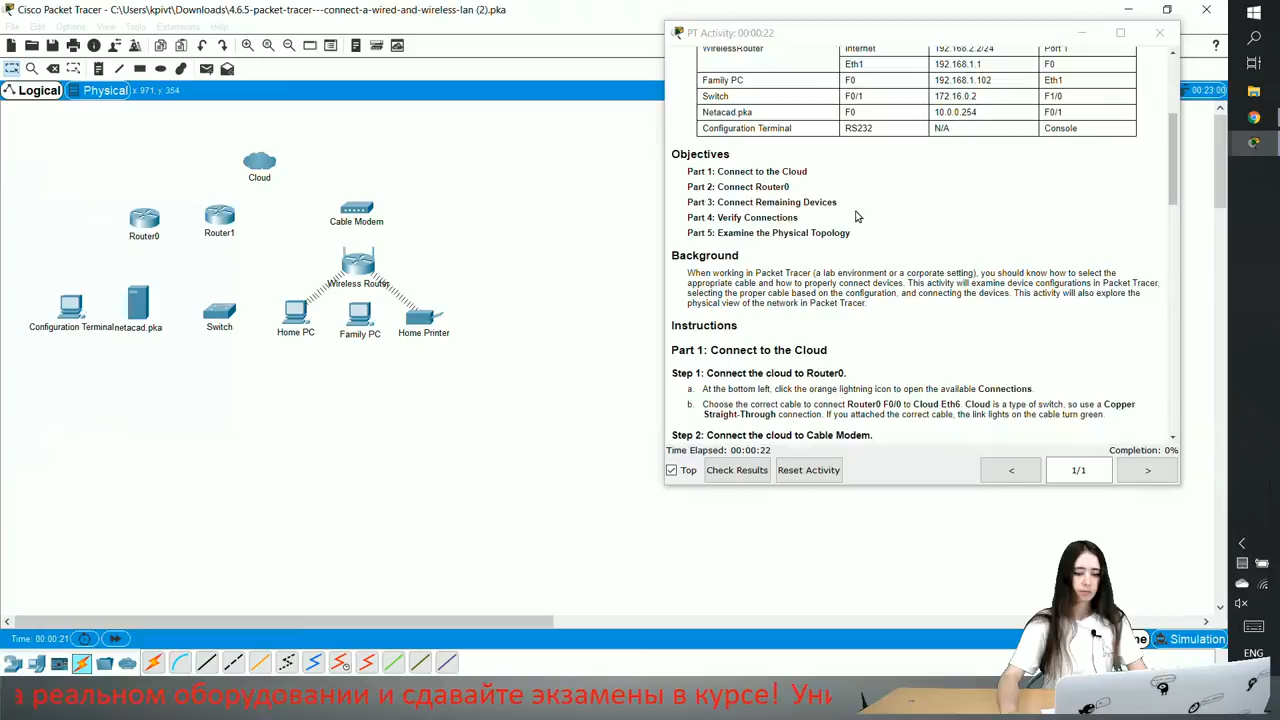 Cisco Packet Tracer - C:\Users\kpivt\Downloads\4.6.5-packet-tracer---connect-a-wired-and-wireless-lan (2).pka
File Edit Options View Tools Extensions Help
Logical Physical x: 971, y: 354
00:23:00
Cloud
Router0
Router1
Cable Modem
Wireless Router
Configuration Terminal
Netacad.pka
Switch
Home PC
Family PC
Home Printer
PT Activity: 00:00:22
WirelessRouter Internet 192.168.2.2/24 Port 1
Eth1 192.168.1.1 F0
Family PC F0 192.168.1.102 Eth1
Switch F0/1 172.16.0.2 F1/0
Netacad.pka F0 10.0.0.254 F0/1
Configuration Terminal RS232 N/A Console
Objectives
Part 1: Connect to the Cloud
Part 2: Connect Router0
Part 3: Connect Remaining Devices
Part 4: Verify Connections
Part 5: Examine the Physical Topology
Background
When working in Packet Tracer (a lab environment or a corporate setting), you should know how to select the
appropriate cable and how to properly connect devices. This activity will examine device configurations in Packet Tracer,
selecting the proper cable based on the configuration, and connecting the devices. This activity will also explore the
physical view of the network in Packet Tracer.
Instructions
Part 1: Connect to the Cloud
Step 1: Connect the cloud to Router0.
a. At the bottom left, click the orange lightning icon to open the available Connections.
b. Choose the correct cable to connect Router0 F0/0 to Cloud Eth6. Cloud is a type of switch, so use a Copper
Straight-Through connection. If you attached the correct cable, the link lights on the cable turn green.
Step 2: Connect the cloud to Cable Modem.
Time Elapsed: 00:00:22 Completion: 0%
Top Check Results Reset Activity < 1/1 >
Time: 00:00:21
Simulation
ENG
а реальном оборудовании и сдавайте экзамены в курсе! Уни